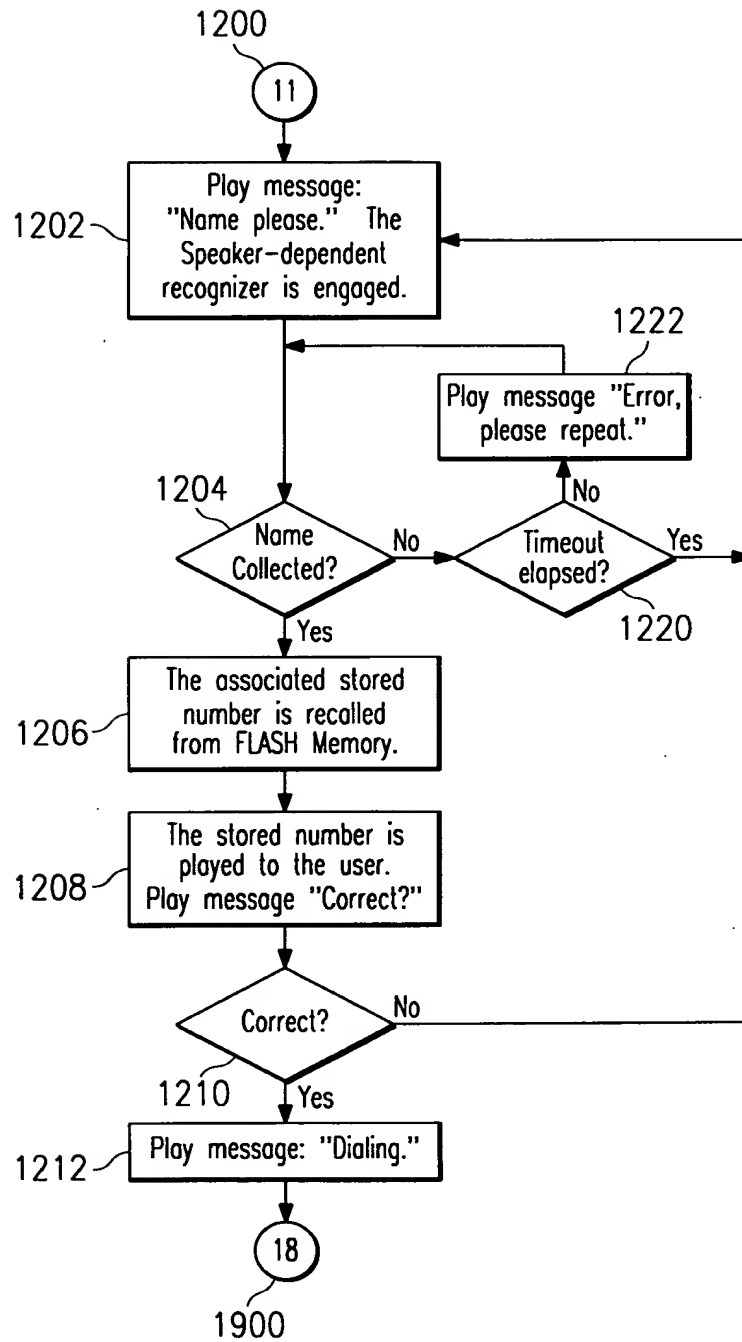 1200
11
1202
Play message:
"Name please." The
Speaker-dependent
recognizer is engaged.
1222
Play message "Error,
please repeat."
1204
Name
Collected?
No
No
Timeout
elapsed?
Yes
1220
Yes
1206
The associated stored
number is recalled
from FLASH Memory.
1208
The stored number is
played to the user.
Play message "Correct?"
Correct?
No
1210
Yes
1212
Play message: "Dialing."
18
1900